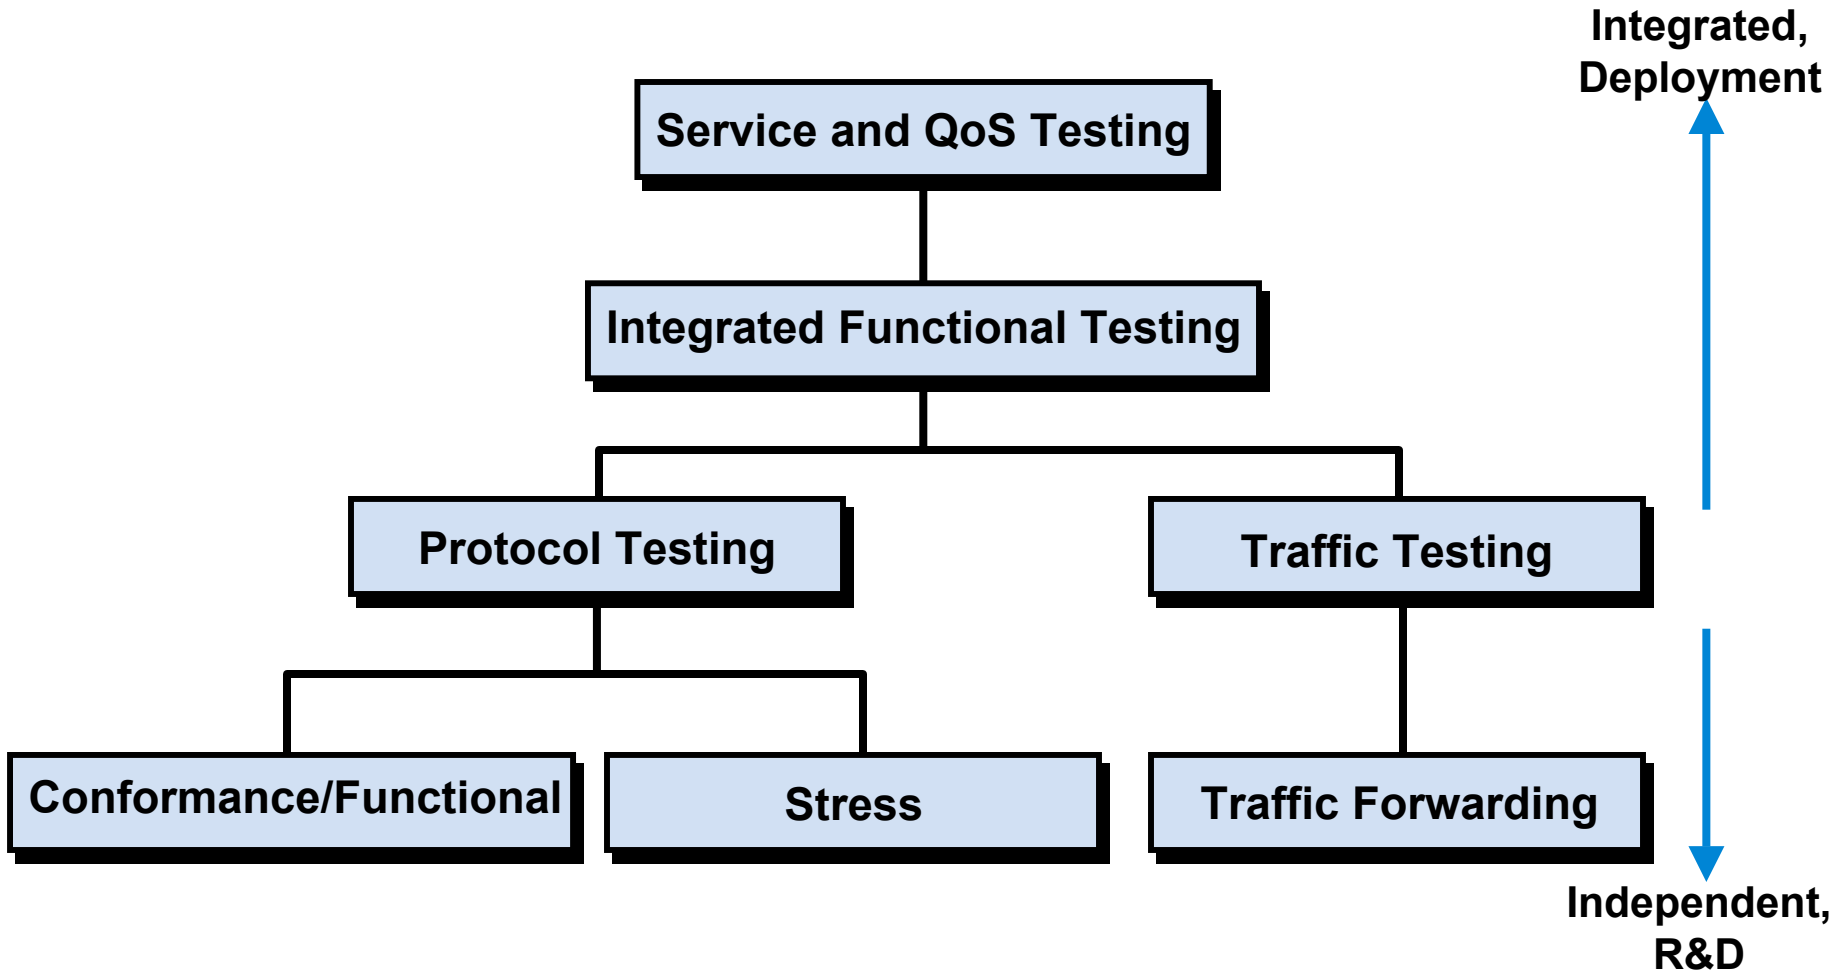 Integrated,
Deployment
Service and QoS Testing
Integrated Functional Testing
Protocol Testing
Traffic Testing
Conformance/Functional
Stress
Traffic Forwarding
Independent,
R&D